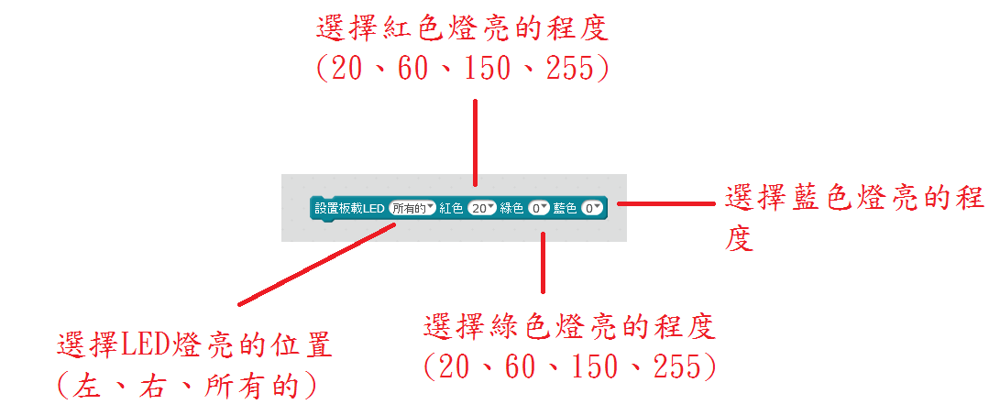 選擇紅色燈亮的程度
(20、60、150、255)
設置板載LED 所有的 紅色 20 綠色 0 藍色 0
選擇藍色燈亮的程
度
選擇LED燈亮的位置
(左、右、所有的)
選擇綠色燈亮的程度
(20、60、150、255)